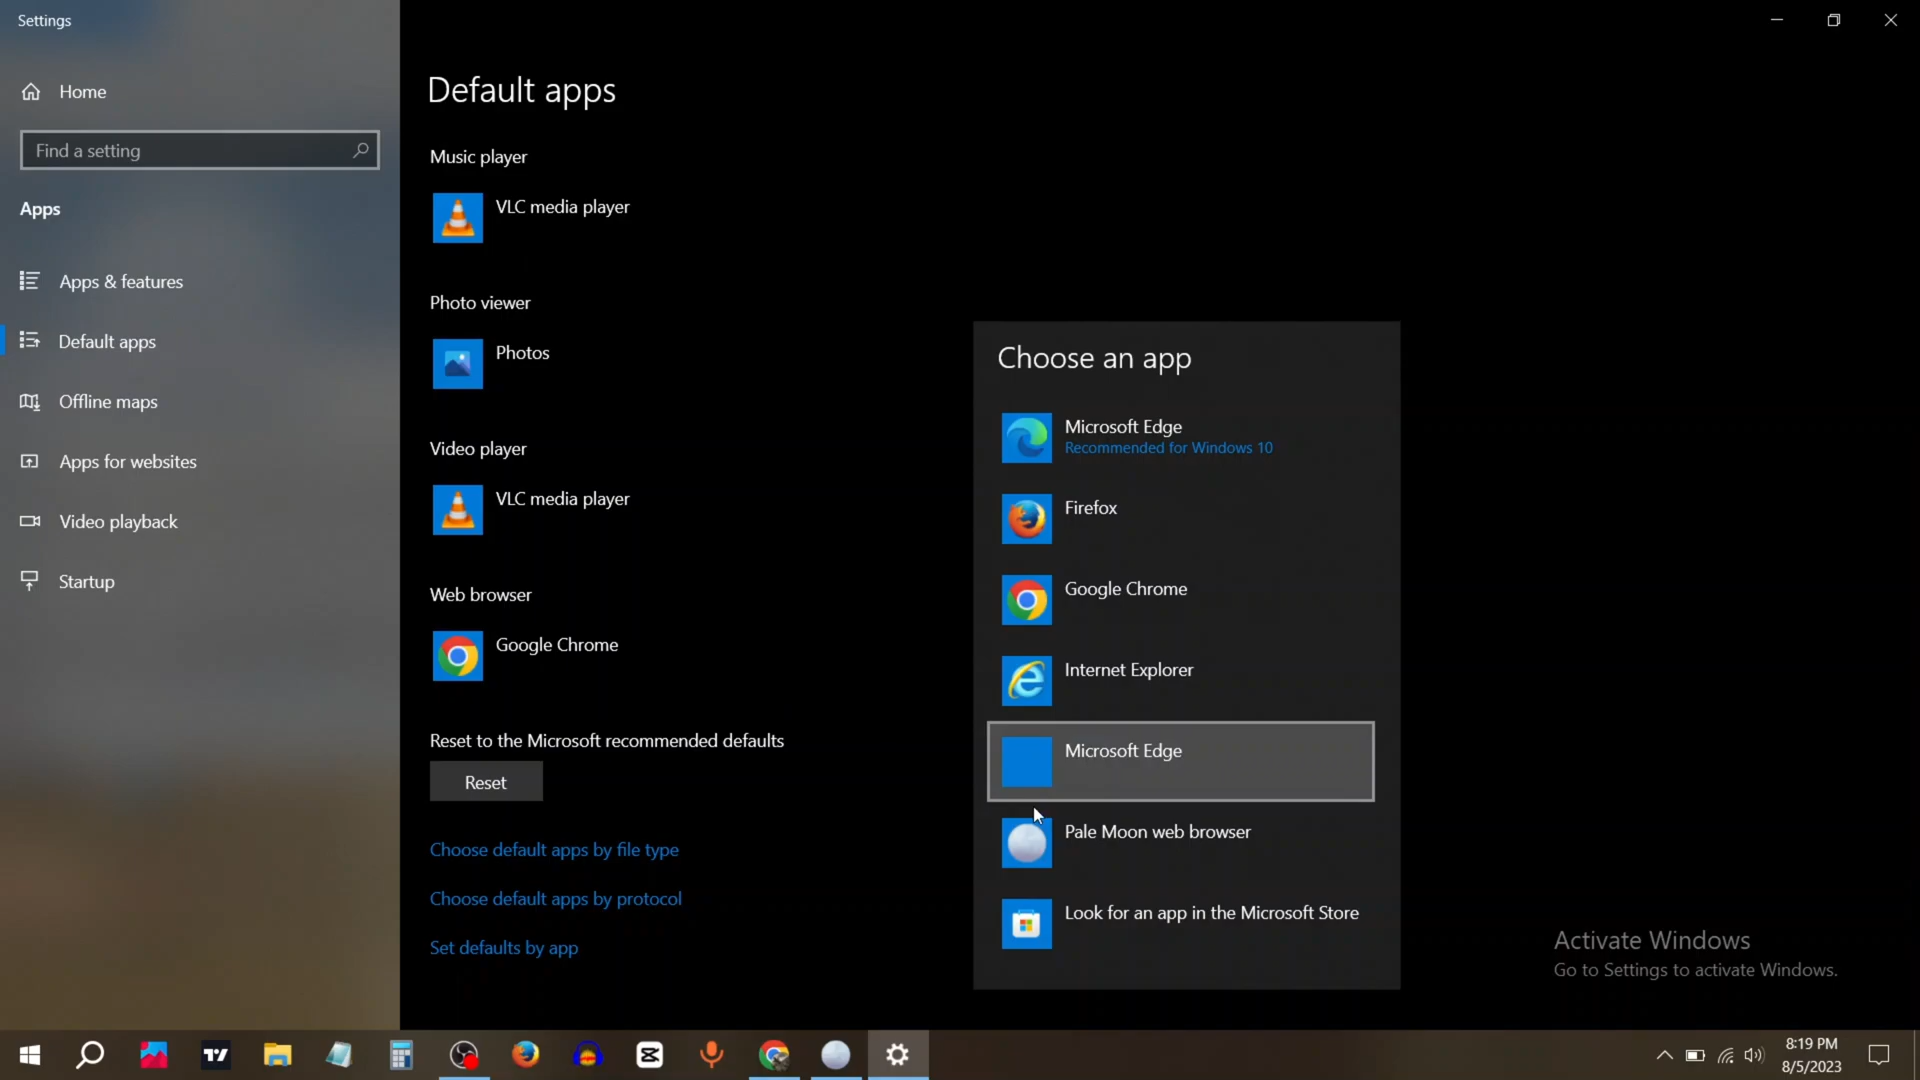 Settings
Home
Find a setting
Apps
Apps & features
Default apps
Offline maps
Apps for websites
Video playback
Startup
Default apps
Music player
VLC media player
Photo viewer
Photos
Video player
VLC media player
Web browser
Google Chrome
Reset to the Microsoft recommended defaults
Reset
Choose default apps by file type
Choose default apps by protocol
Set defaults by app
Choose an app
Microsoft Edge
Recommended for Windows 10
Firefox
Google Chrome
Internet Explorer
Microsoft Edge
Pale Moon web browser
Look for an app in the Microsoft Store
Activate Windows
Go to Settings to activate Windows.
8:19 PM
8/5/2023